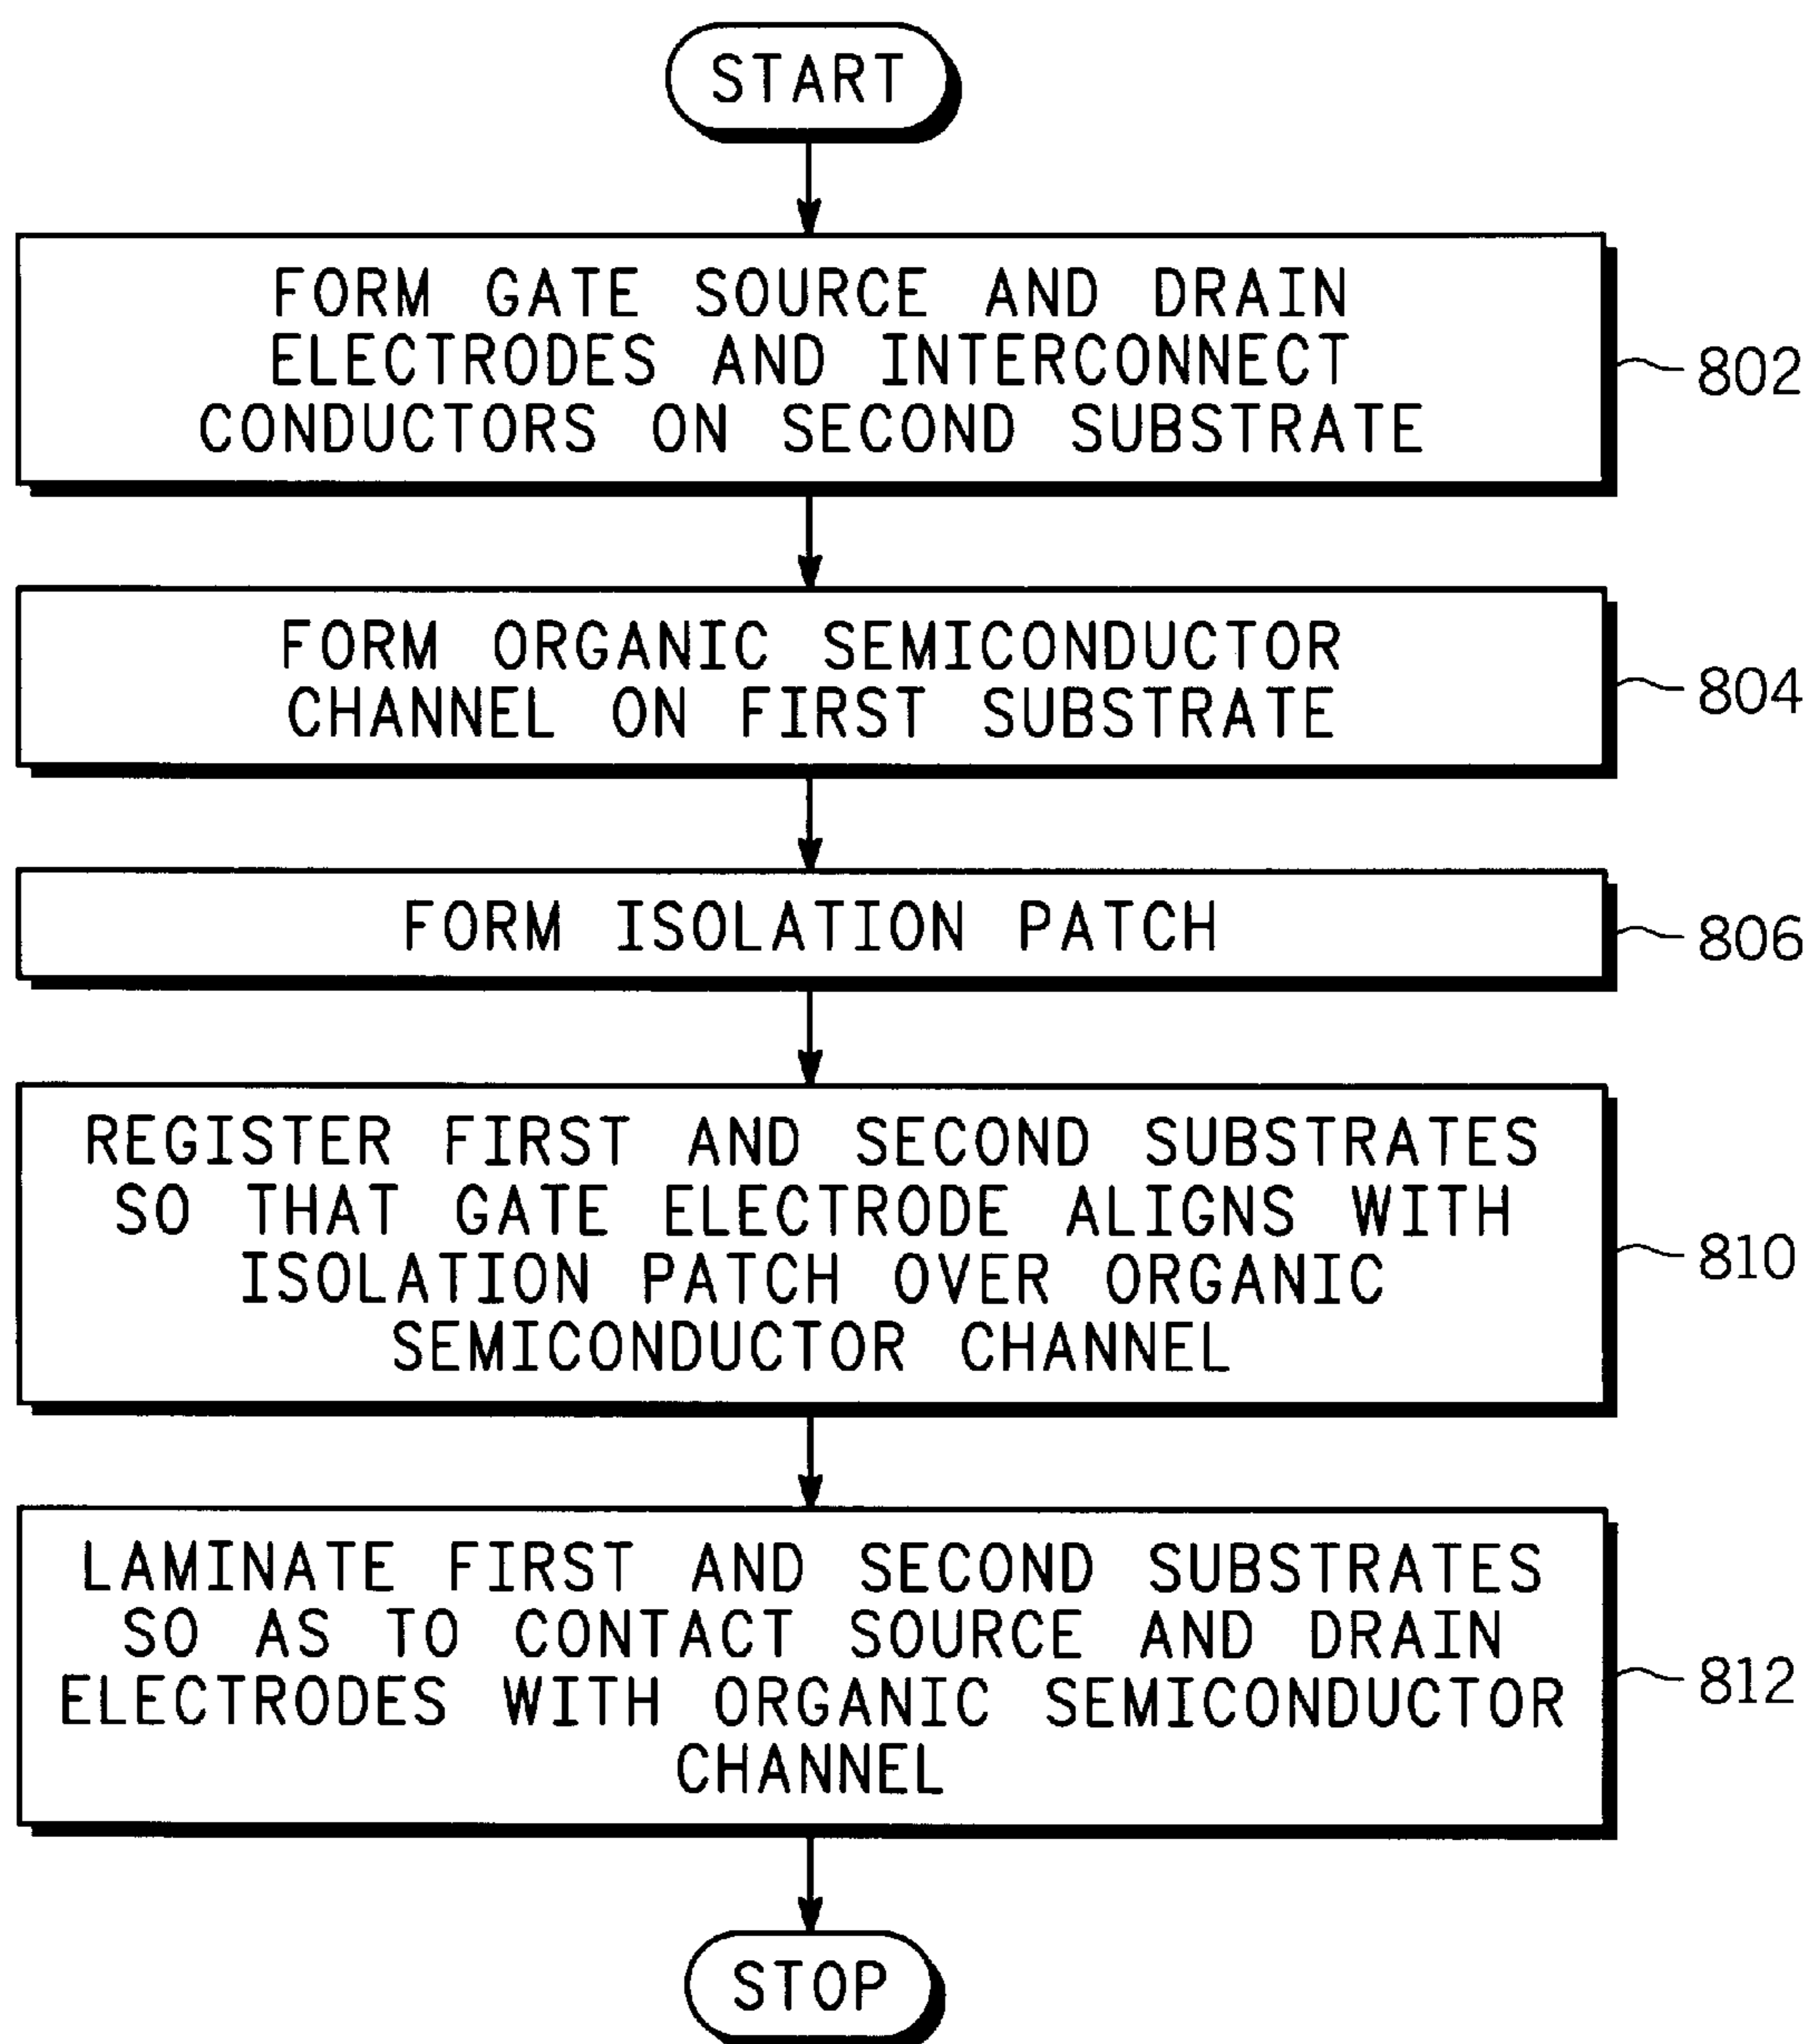 START
FORM GATE SOURCE AND DRAIN
ELECTRODES AND INTERCONNECT
CONDUCTORS ON SECOND SUBSTRATE
802
FORM ORGANIC SEMICONDUCTOR
CHANNEL ON FIRST SUBSTRATE
804
FORM ISOLATION PATCH
806
REGISTER FIRST AND SECOND SUBSTRATES
SO THAT GATE ELECTRODE ALIGNS WITH
ISOLATION PATCH OVER ORGANIC
SEMICONDUCTOR CHANNEL
810
LAMINATE FIRST AND SECOND SUBSTRATES
SO AS TO CONTACT SOURCE AND DRAIN
ELECTRODES WITH ORGANIC SEMICONDUCTOR
CHANNEL
812
STOP